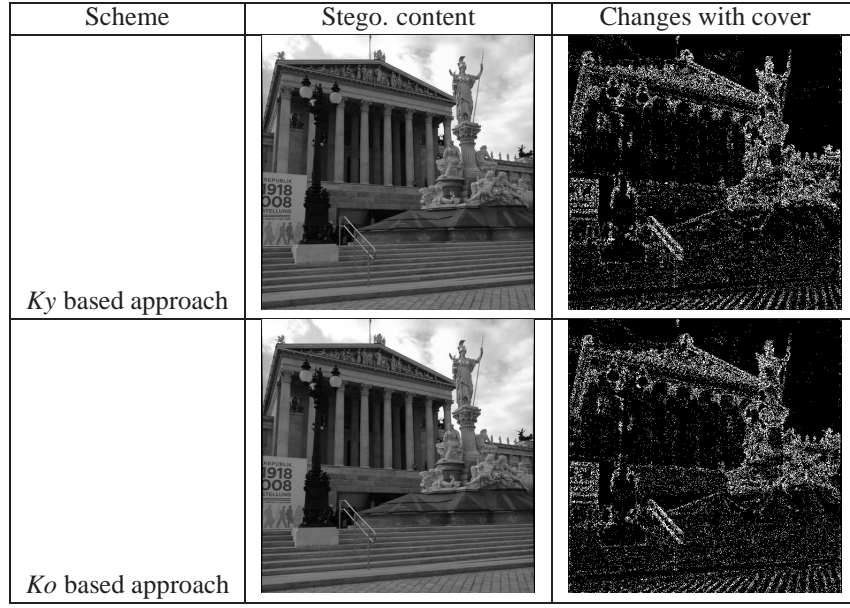 Scheme
Stego. content
Changes with cover
REPUBLIK
1918
008
STELLUNG
Ky based approach
REPUBLIK
1918
008
STELLUNG
Ko based approach